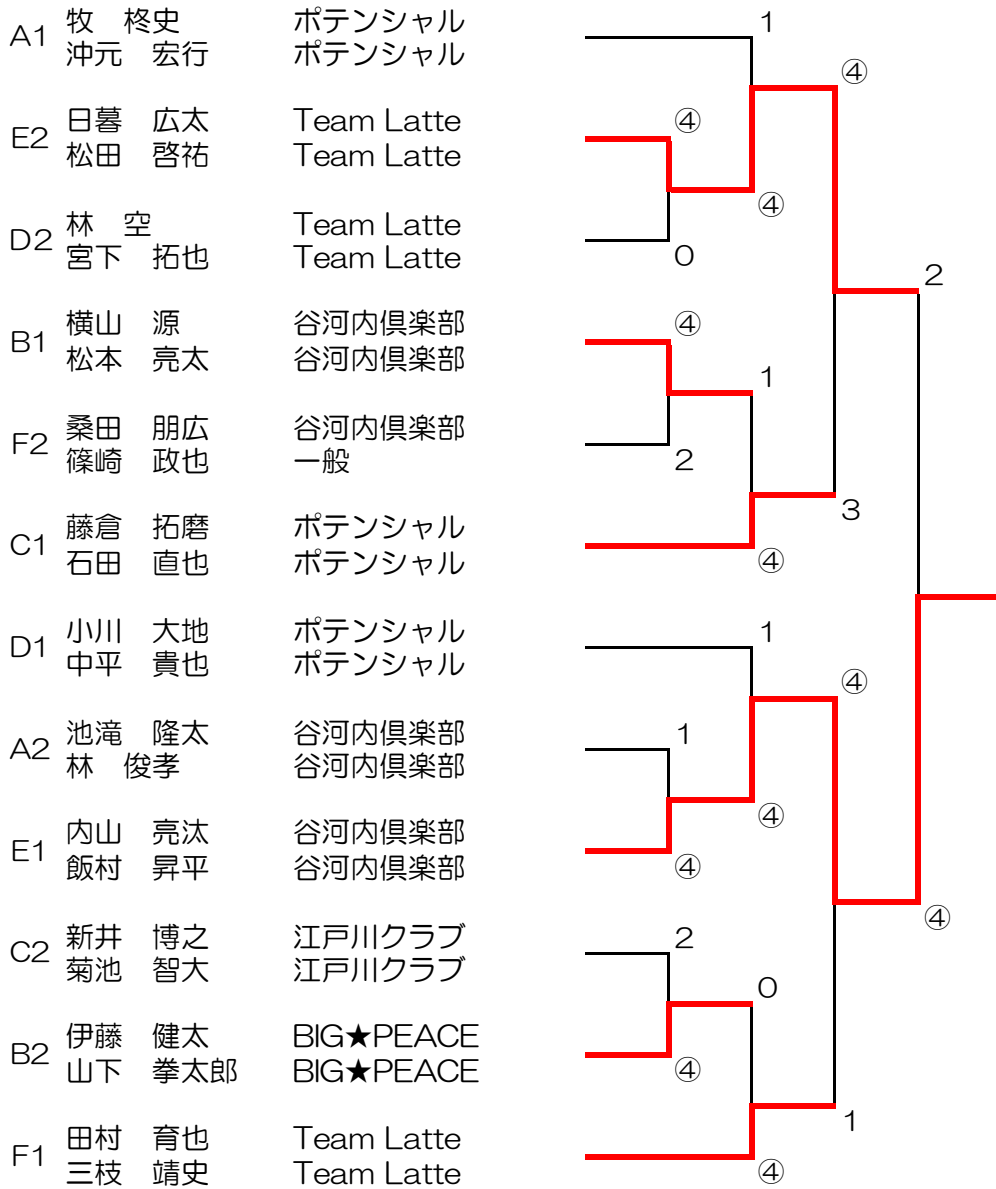 A1 牧　柊史 ポテンシャル
沖元　宏行 ポテンシャル
1
④
E2 日暮　広太 Team Latte
松田　啓祐 Team Latte
④
④
D2 林　空 Team Latte
宮下　拓也 Team Latte
0
2
B1 横山　源 谷河内倶楽部
松本　亮太 谷河内倶楽部
④
1
F2 桑田　朋広 谷河内倶楽部
篠崎　政也 一般
2
3
C1 藤倉　拓磨 ポテンシャル
石田　直也 ポテンシャル
④
D1 小川　大地 ポテンシャル
中平　貴也 ポテンシャル
1
④
A2 池滝　隆太 谷河内倶楽部
林　俊孝 谷河内倶楽部
1
④
E1 内山　亮汰 谷河内倶楽部
飯村　昇平 谷河内倶楽部
④
④
C2 新井　博之 江戸川クラブ
菊池　智大 江戸川クラブ
2
0
B2 伊藤　健太 BIG★PEACE
山下　拳太郎 BIG★PEACE
④
1
F1 田村　育也 Team Latte
三枝　靖史 Team Latte
④